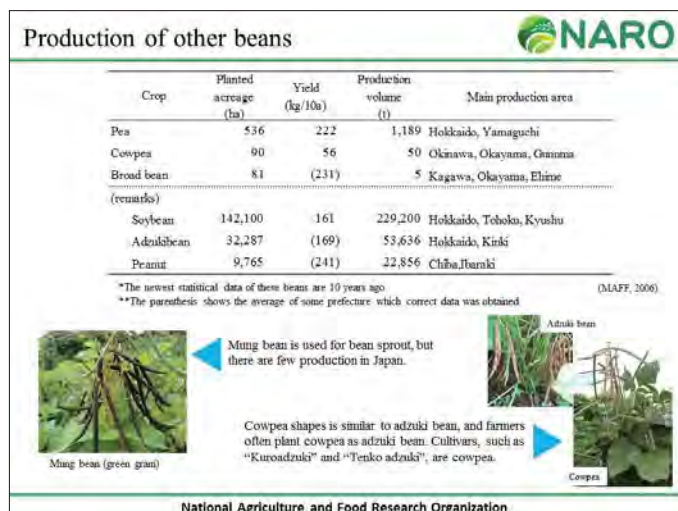 Production of other beans
NARO
Crop Planted acreage (ha) Yield (kg/10a) Production volume (t) Main production area
Pea 536 222 1,189 Hokkaido, Yamaguchi
Cowpea 90 56 50 Okinawa, Okayama, Gumma
Broad bean 81 (231) 5 Kagawa, Okayama, Ehime
(remarks)
Soybean 142,100 161 229,200 Hokkaido, Tohoku, Kyushu
Adzukibean 32,287 (169) 53,636 Hokkaido, Kinki
Peanut 9,765 (241) 22,856 Chiba,Ibaraki
*The newest statistical data of these beans are 10 years ago
(MAFF, 2006)
**The parenthesis shows the average of some prefecture which correct data was obtained
Mung bean is used for bean sprout, but
there are few production in Japan.
Adzuki bean
Cowpea shapes is similar to adzuki bean, and farmers
often plant cowpea as adzuki bean. Cultivars, such as
“Kuroadzuki” and “Tenko adzuki”, are cowpea.
Mung bean (green gram)
Cowpea
National Agriculture and Food Research Organization